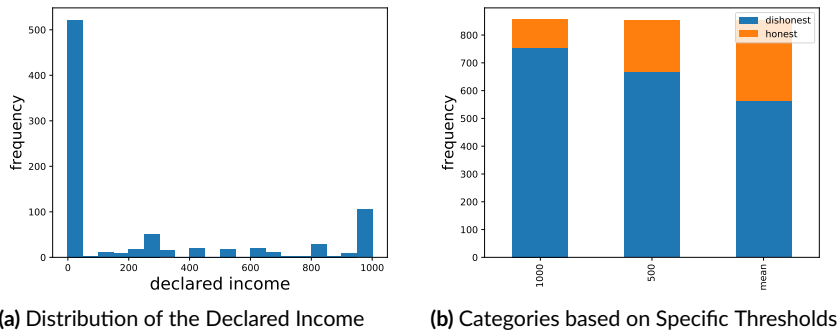 500
400
300
200
100
0
frequency
0 200 400 600 800 1000
declared income
(a) Distribution of the Declared Income
800
700
600
500
400
300
200
100
0
frequency
dishonest
honest
1000 500 mean
(b) Categories based on Specific Thresholds